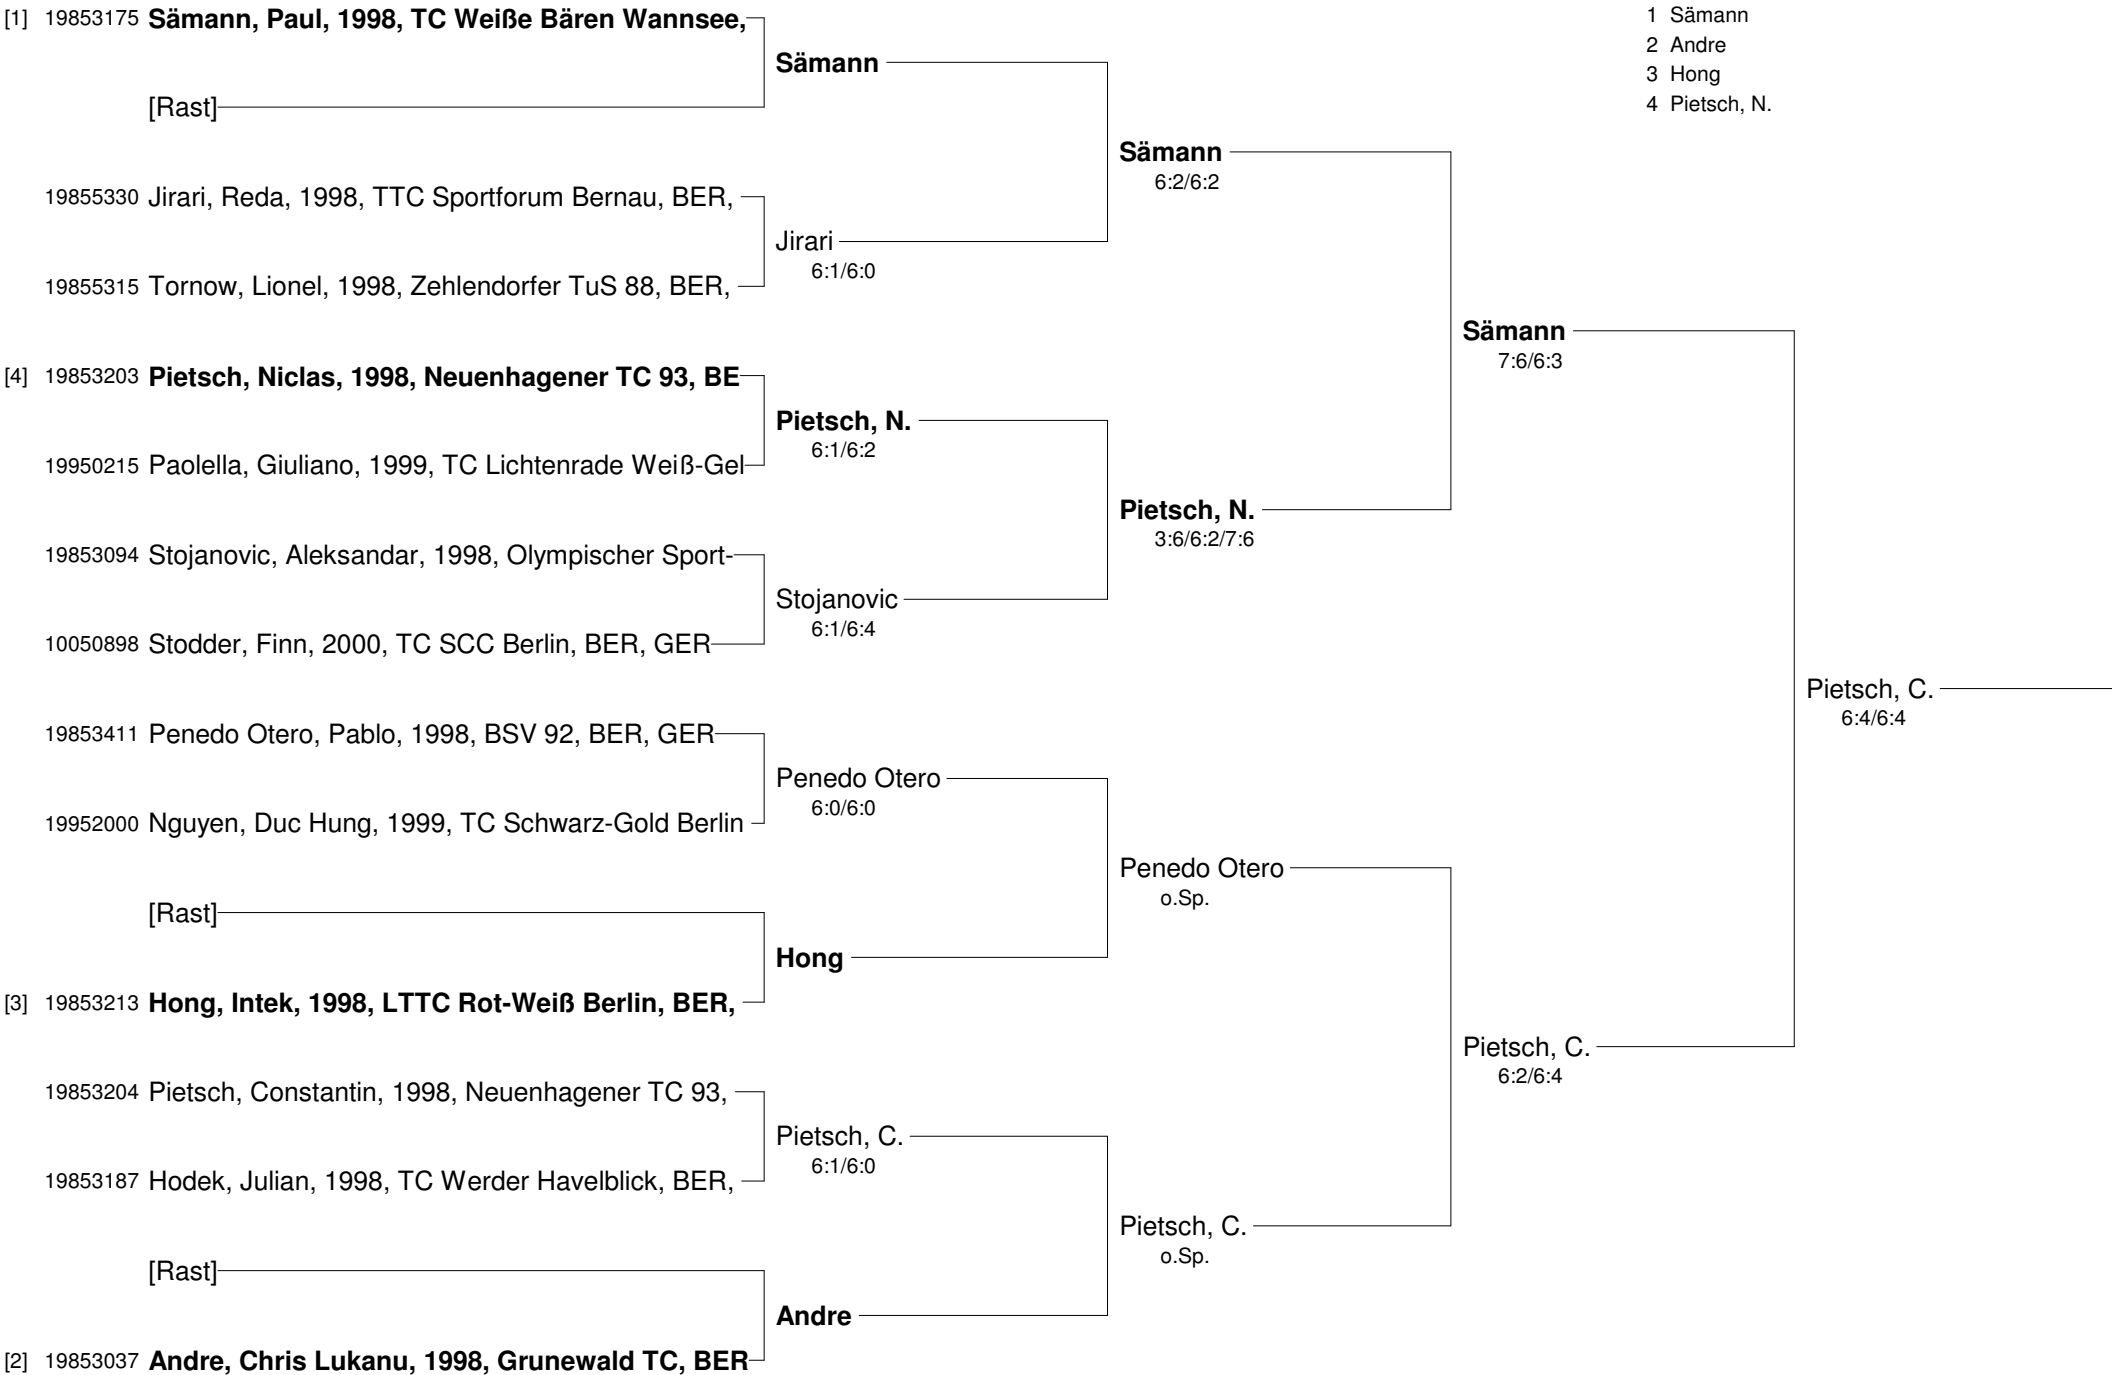 [1] 19853175 Sämann, Paul, 1998, TC Weiße Bären Wannsee,
[Rast]
19855330 Jirari, Reda, 1998, TTC Sportforum Bernau, BER,
19855315 Tornow, Lionel, 1998, Zehlendorfer TuS 88, BER,
[4] 19853203 Pietsch, Niclas, 1998, Neuenhagener TC 93, BE
19950215 Paolella, Giuliano, 1999, TC Lichtenrade Weiß-Gel
19853094 Stojanovic, Aleksandar, 1998, Olympischer Sport-
10050898 Stodder, Finn, 2000, TC SCC Berlin, BER, GER
19853411 Penedo Otero, Pablo, 1998, BSV 92, BER, GER
19952000 Nguyen, Duc Hung, 1999, TC Schwarz-Gold Berlin
[Rast]
[3] 19853213 Hong, Intek, 1998, LTTC Rot-Weiß Berlin, BER,
19853204 Pietsch, Constantin, 1998, Neuenhagener TC 93,
19853187 Hodek, Julian, 1998, TC Werder Havelblick, BER,
[Rast]
[2] 19853037 Andre, Chris Lukanu, 1998, Grunewald TC, BER
Sämann
Jirari
6:1/6:0
Pietsch, N.
6:1/6:2
Stojanovic
6:1/6:4
Penedo Otero
6:0/6:0
Hong
Pietsch, C.
6:1/6:0
Andre
Sämann
6:2/6:2
Pietsch, N.
3:6/6:2/7:6
Penedo Otero
o.Sp.
Pietsch, C.
o.Sp.
Sämann
7:6/6:3
Pietsch, C.
6:2/6:4
Pietsch, C.
6:4/6:4
1 Sämann
2 Andre
3 Hong
4 Pietsch, N.